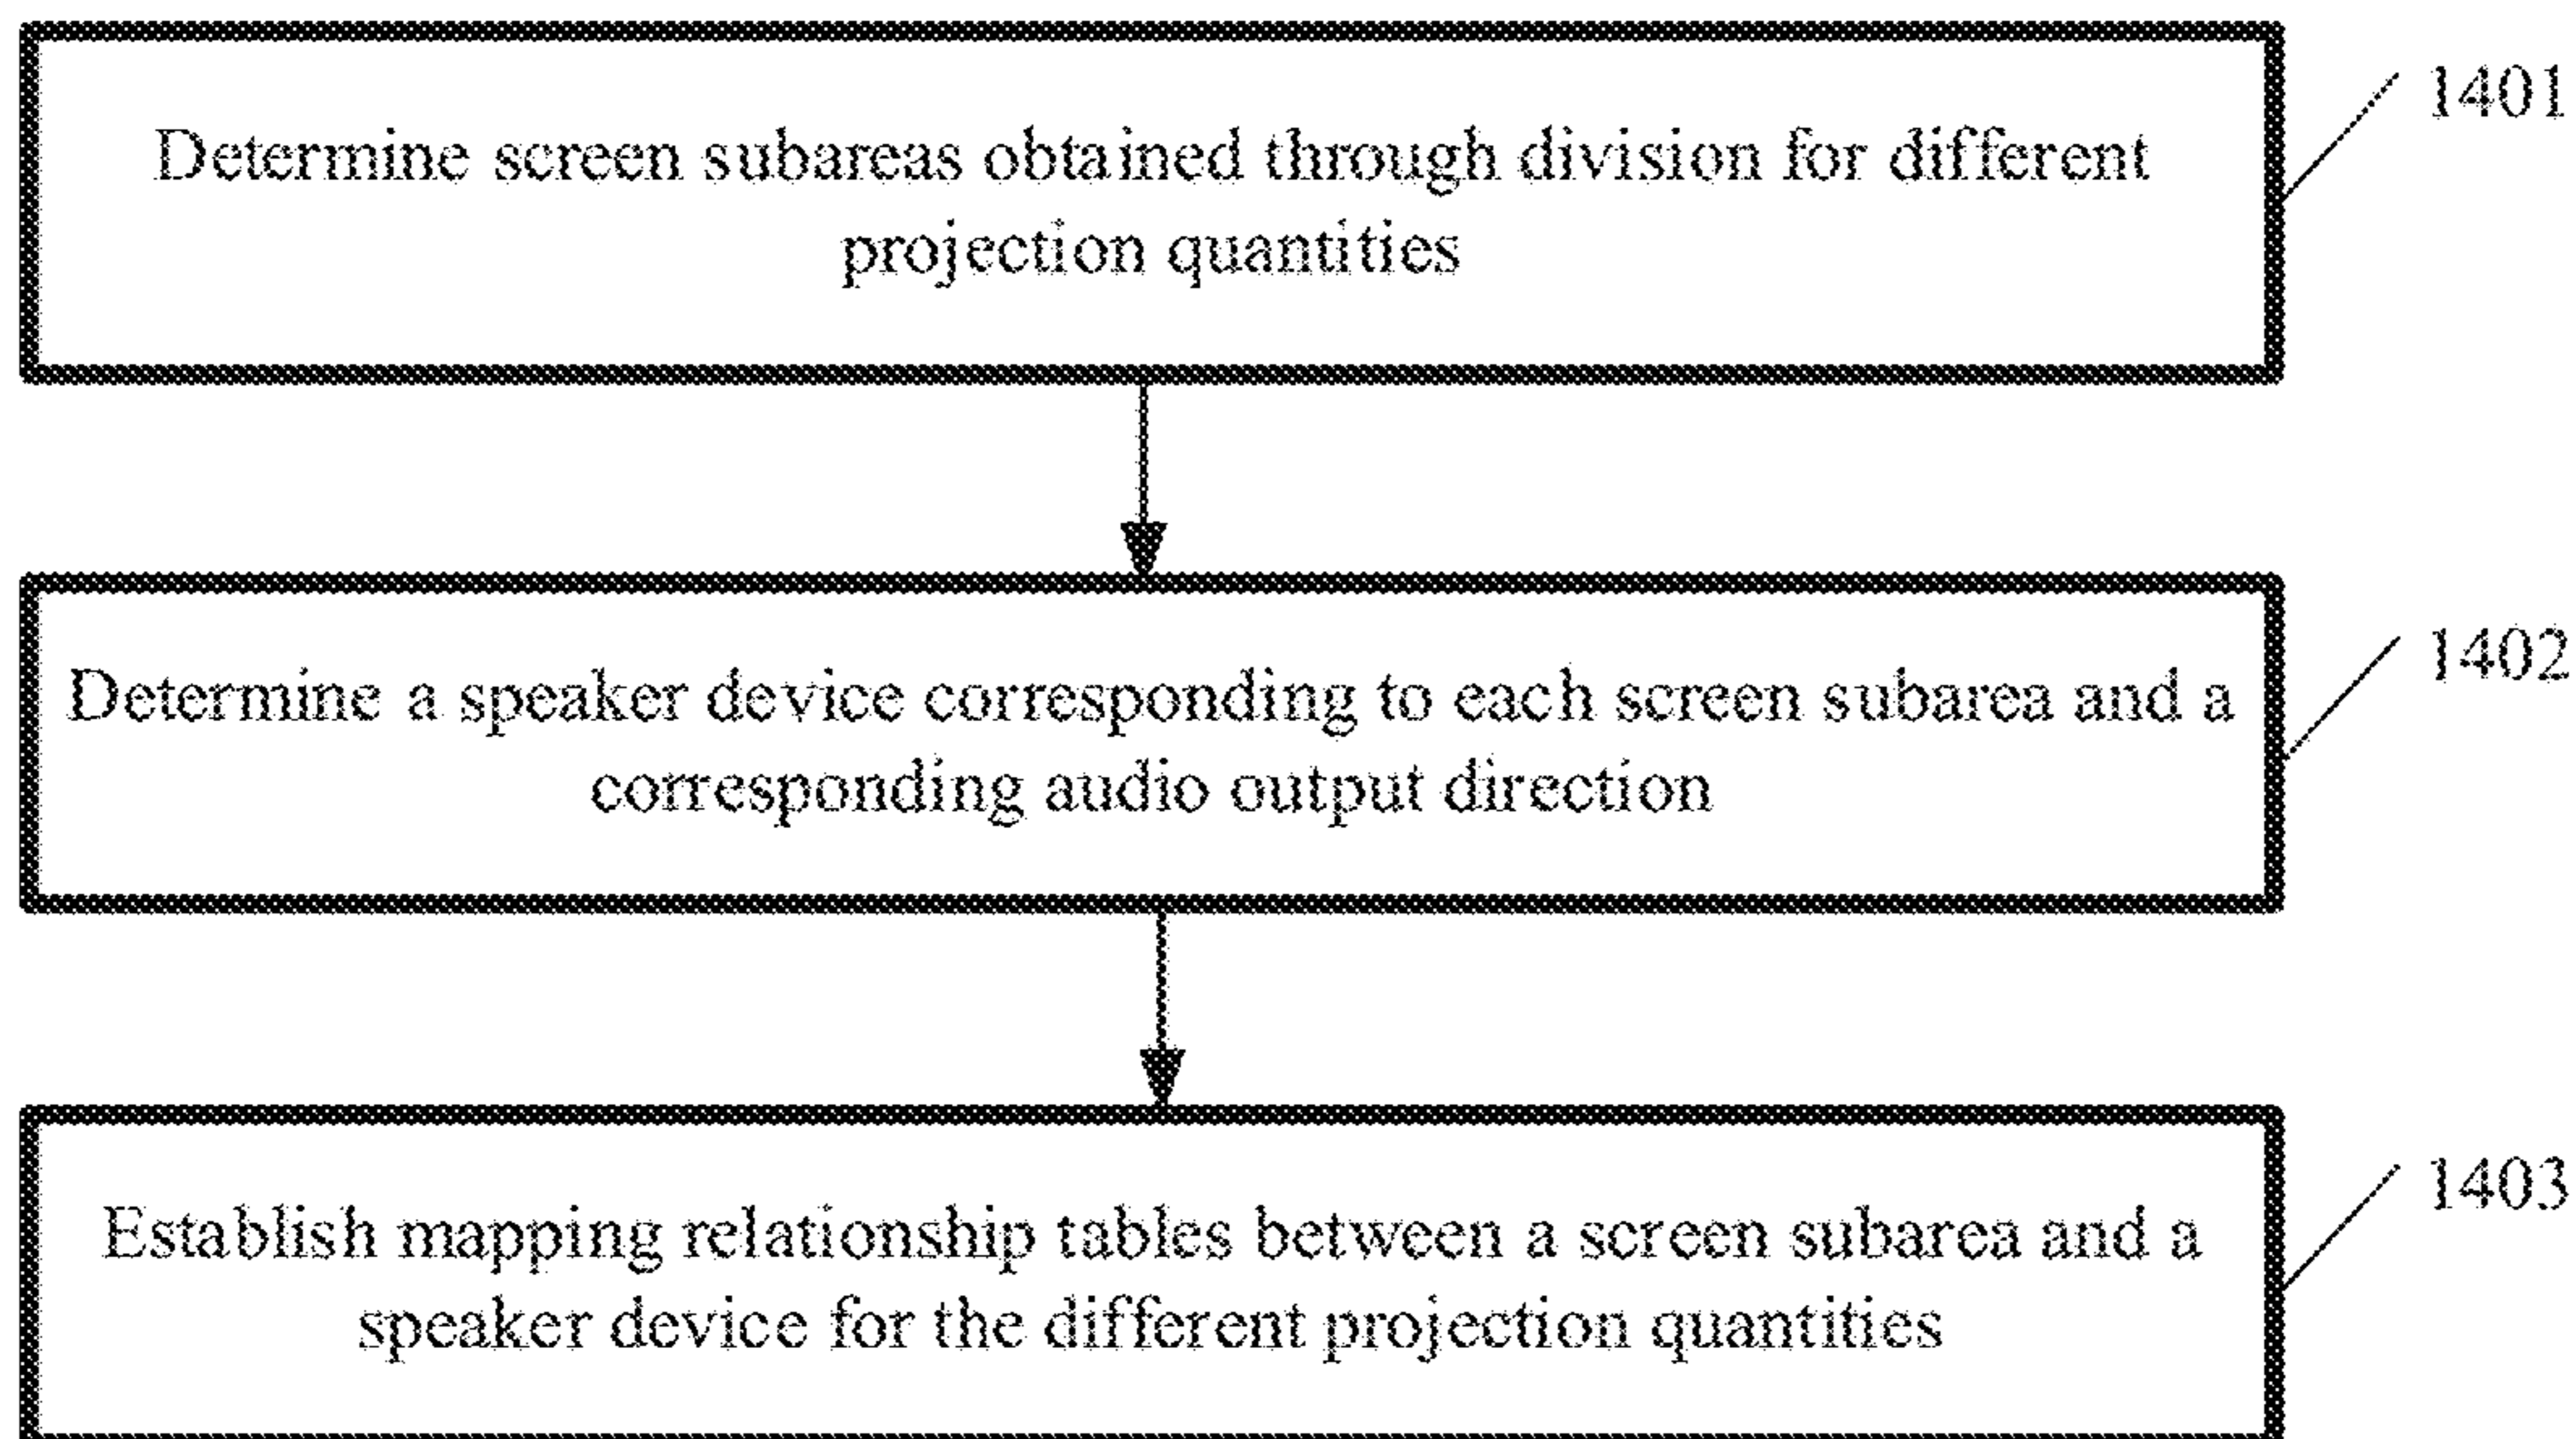 Determine screen subareas obtained through division for different
projection quantities
1401
Determine a speaker device corresponding to each screen subarea and a
corresponding audio output direction
1402
Establish mapping relationship tables between a screen subarea and a
speaker device for the different projection quantities
1403